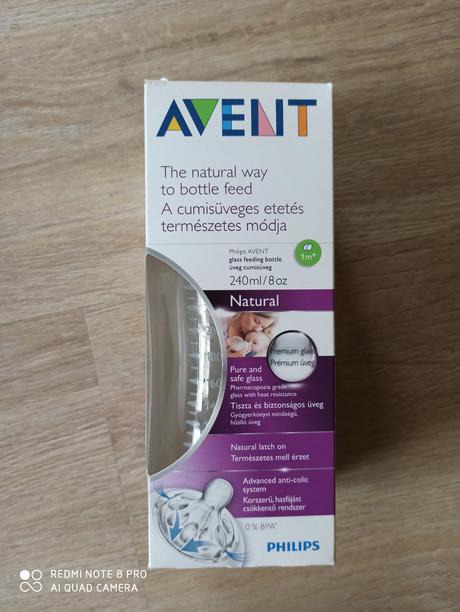 AVENT
The natural way
to bottle feed
A cumisüveges etetés
természetes módja
Philips AVENT
glass feeding bottle
üveg cumisüveg
240ml/8oz
1m+
Natural
Premium glass
Prémium üveg
180
160
Pure and
safe glass
Pharmacopoeia grade
glass with heat resistance
Tiszta és biztonságos üveg
Gyógyerkönyvi minőségű,
hőálló üveg
Natural latch on
Természetes mell érzet
Advanced anti-colic
system
Korszerű, hasfájást
csökkentő rendszer
0% BPA*
PHILIPS
REDMI NOTE 8 PRO
AI QUAD CAMERA